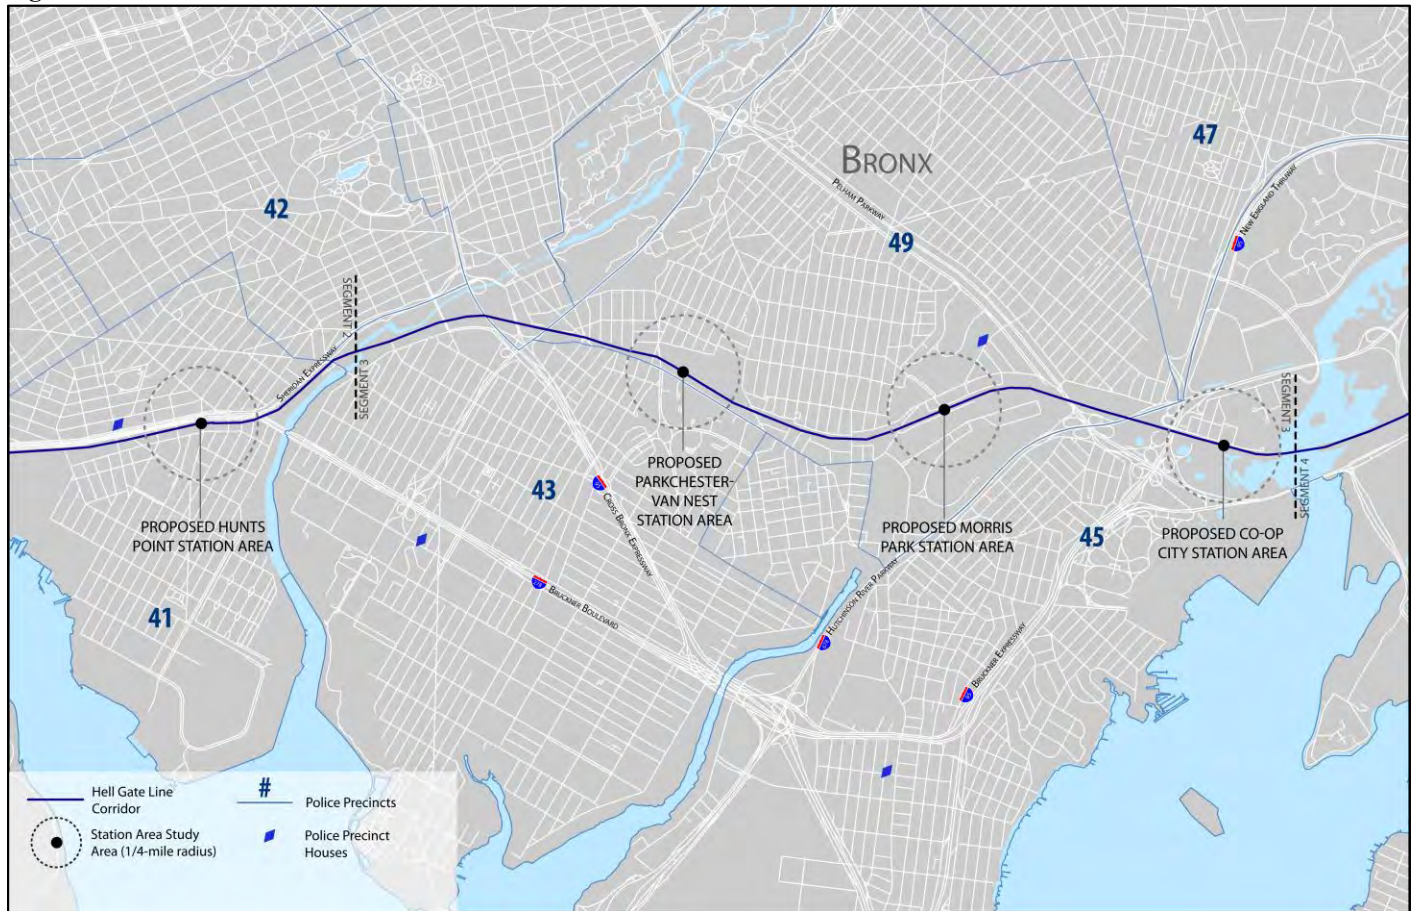 BRONX
47
42
49
PELHAM PARKWAY
NEW ENGLAND THRUWAY
SEGMENT 2
SEGMENT 3
SHERIDAN EXPRESSWAY
SEGMENT 3
SEGMENT 4
PROPOSED HUNTS
POINT STATION AREA
43
PROPOSED
PARKCHESTER-
VAN NEST
STATION AREA
CROSS BRONX EXPRESSWAY
PROPOSED MORRIS
PARK STATION AREA
45
PROPOSED CO-OP
CITY STATION AREA
BRUCKNER BOULEVARD
HUTCHINSON RIVER PARKWAY
41
BRUCKNER EXPRESSWAY
Hell Gate Line
Corridor
#
Police Precincts
Station Area Study
Area (1/4-mile radius)
Police Precinct
Houses